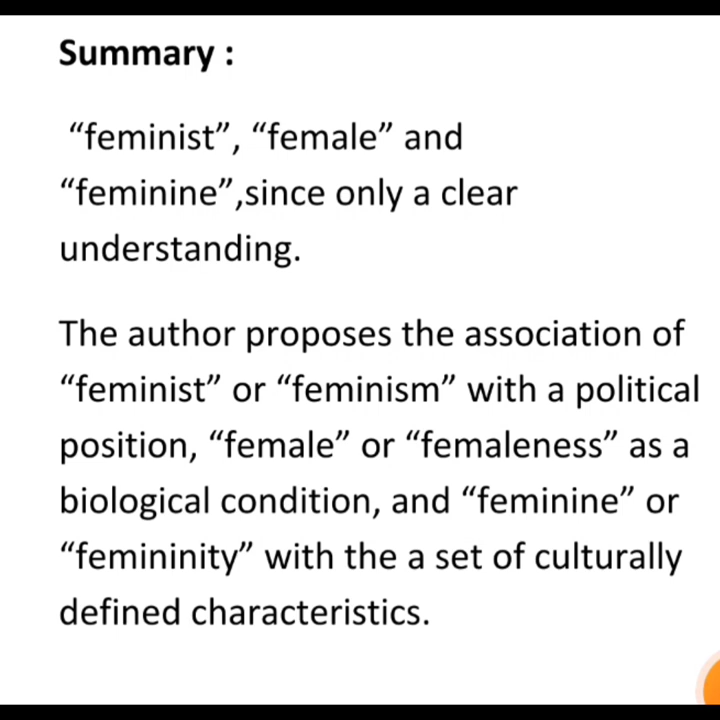 Summary :
“feminist”, “female” and
“feminine”,since only a clear
understanding.
The author proposes the association of
“feminist” or “feminism” with a political
position, “female” or “femaleness” as a
biological condition, and “feminine” or
“femininity” with the a set of culturally
defined characteristics.